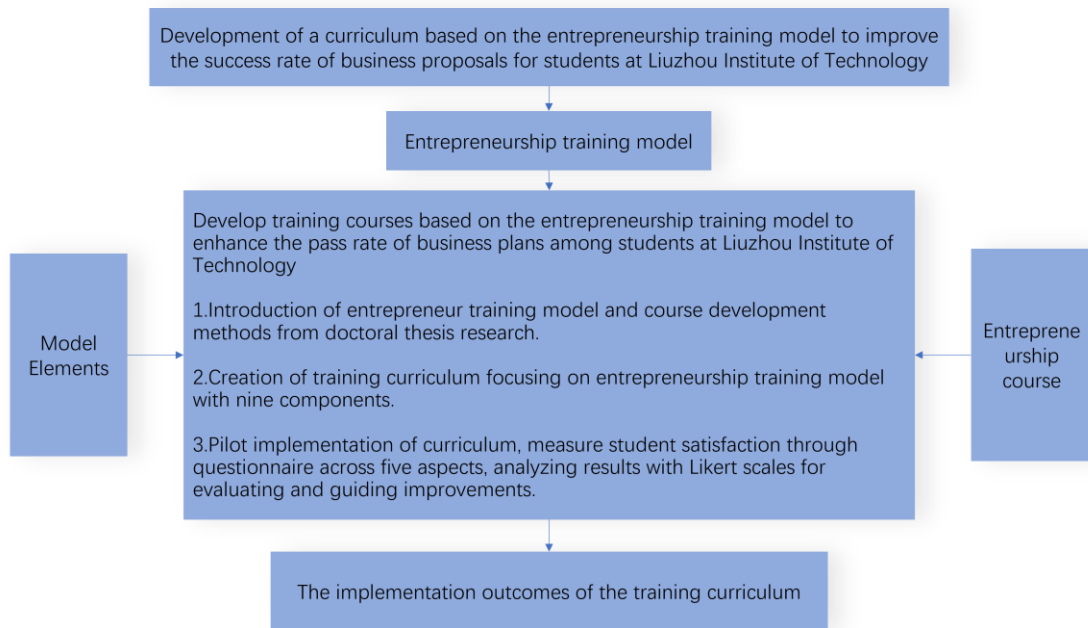 Development of a curriculum based on the entrepreneurship training model to improve
the success rate of business proposals for students at Liuzhou Institute of Technology
Entrepreneurship training model
Model
Elements
Develop training courses based on the entrepreneurship training model to
enhance the pass rate of business plans among students at Liuzhou Institute of
Technology
1.Introduction of entrepreneur training model and course development
methods from doctoral thesis research.
2.Creation of training curriculum focusing on entrepreneurship training model
with nine components.
3.Pilot implementation of curriculum, measure student satisfaction through
questionnaire across five aspects, analyzing results with Likert scales for
evaluating and guiding improvements.
Entreprene
urship
course
The implementation outcomes of the training curriculum